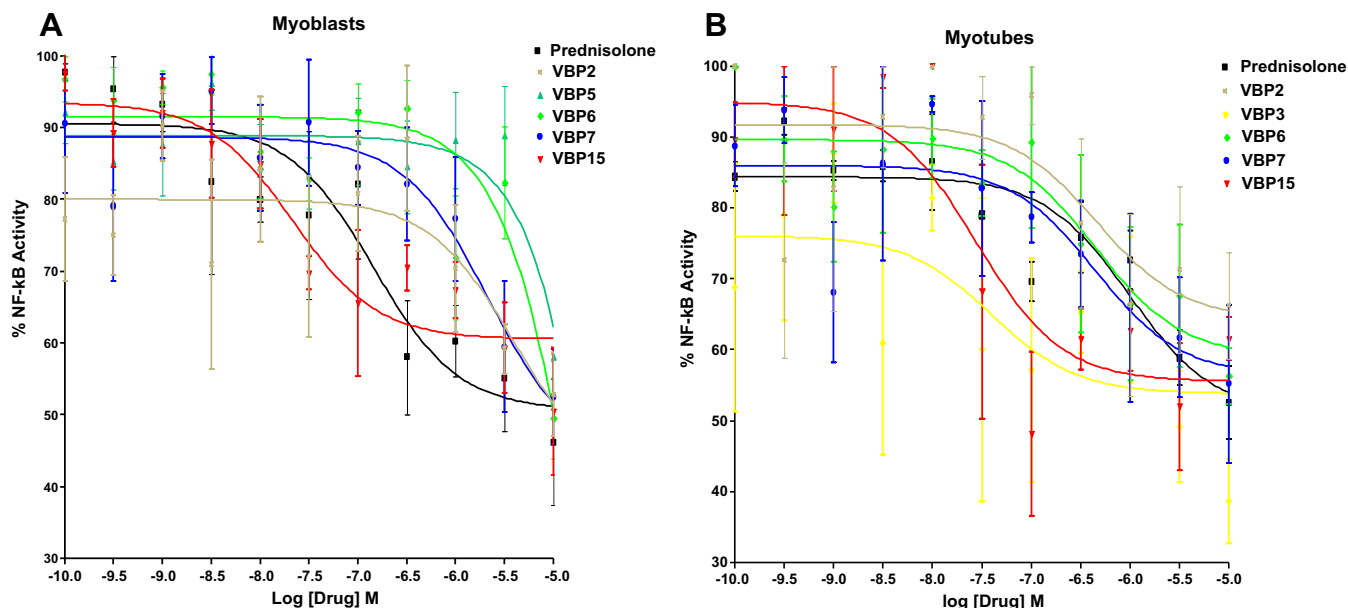 A
Myoblasts
% NF-kB Activity
100
90
80
70
60
50
40
30
-10.0 -9.5 -9.0 -8.5 -8.0 -7.5 -7.0 -6.5 -6.0 -5.5 -5.0
Log [Drug] M
Prednisolone
VBP2
VBP5
VBP6
VBP7
VBP15
B
Myotubes
% NF-kB Activity
100
90
80
70
60
50
40
30
-10.0 -9.5 -9.0 -8.5 -8.0 -7.5 -7.0 -6.5 -6.0 -5.5 -5.0
log [Drug] M
Prednisolone
VBP2
VBP3
VBP6
VBP7
VBP15